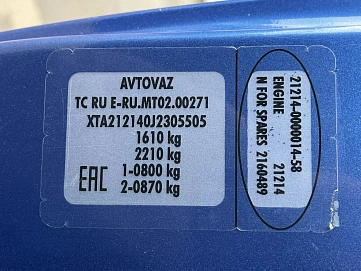 AVTOVAZ
TC RU E-RU.MT02.00271
XTA212140J2305505
1610 kg
2210 kg
1-0800 kg
2-0870 kg
EAC
21214-0000014-58
ENGINE 21214
N FOR SPARES 2160489